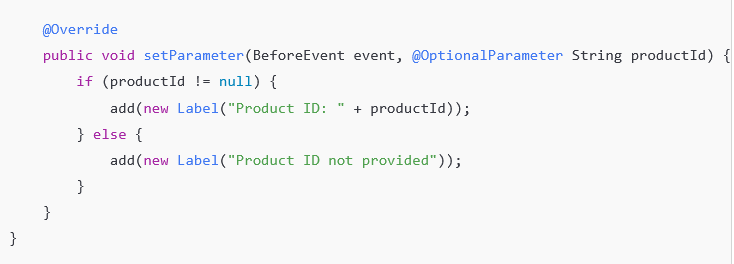 @Override
public void setParameter(BeforeEvent event, @OptionalParameter String productId) {
if (productId != null) {
add(new Label("Product ID: " + productId));
} else {
add(new Label("Product ID not provided"));
}
}
}